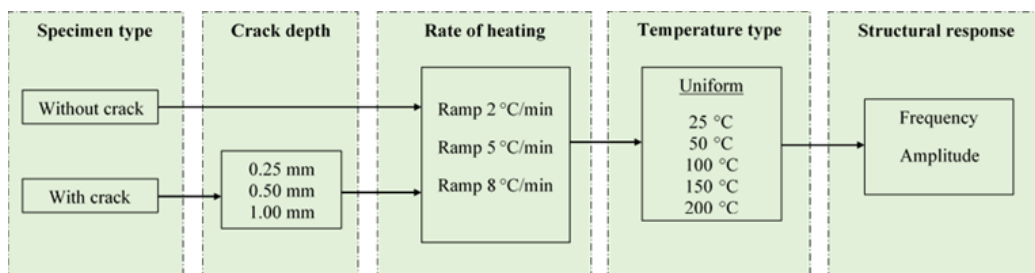 Specimen type
Without crack
With crack
Crack depth
0.25 mm
0.50 mm
1.00 mm
Rate of heating
Ramp 2 °C/min
Ramp 5 °C/min
Ramp 8 °C/min
Temperature type
Uniform
25 °C
50 °C
100 °C
150 °C
200 °C
Structural response
Frequency
Amplitude